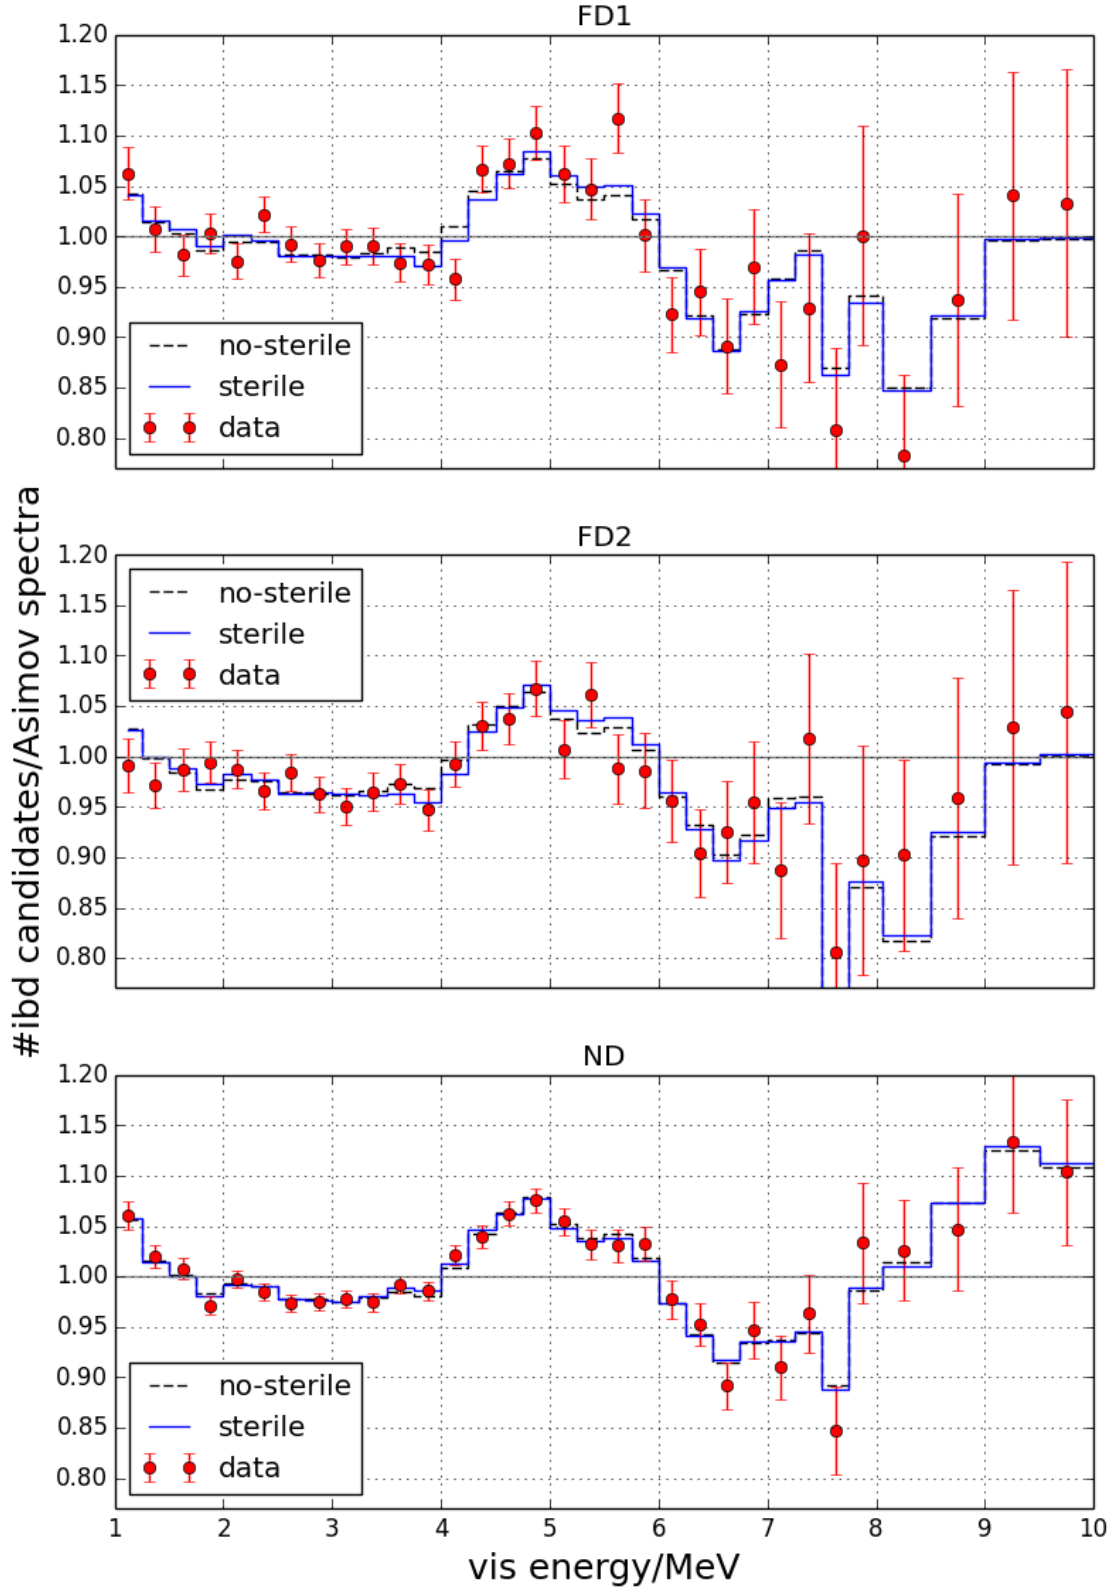 FD1
1.20
1.15
1.10
1.05
1.00
0.95
0.90
0.85
0.80
no-sterile
sterile
data
#ibd candidates/Asimov spectra
FD2
1.20
1.15
1.10
1.05
1.00
0.95
0.90
0.85
0.80
no-sterile
sterile
data
ND
1.20
1.15
1.10
1.05
1.00
0.95
0.90
0.85
0.80
no-sterile
sterile
data
1 2 3 4 5 6 7 8 9 10
vis energy/MeV